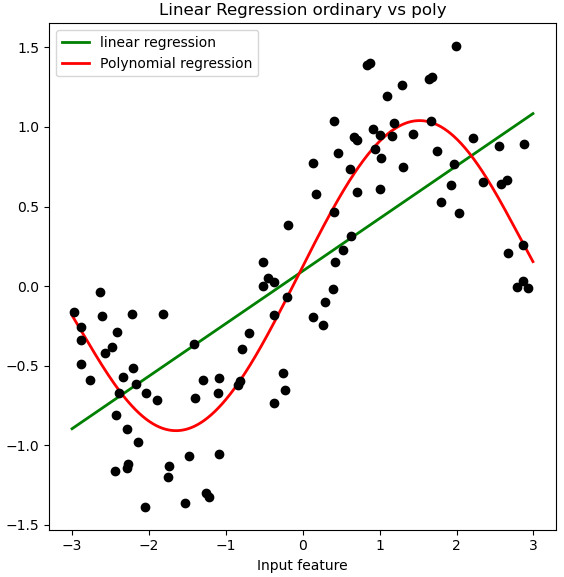 Linear Regression ordinary vs poly
linear regression
Polynomial regression
1.5
1.0
0.5
0.0
−0.5
−1.0
−1.5
−3 −2 −1 0 1 2 3
Input feature